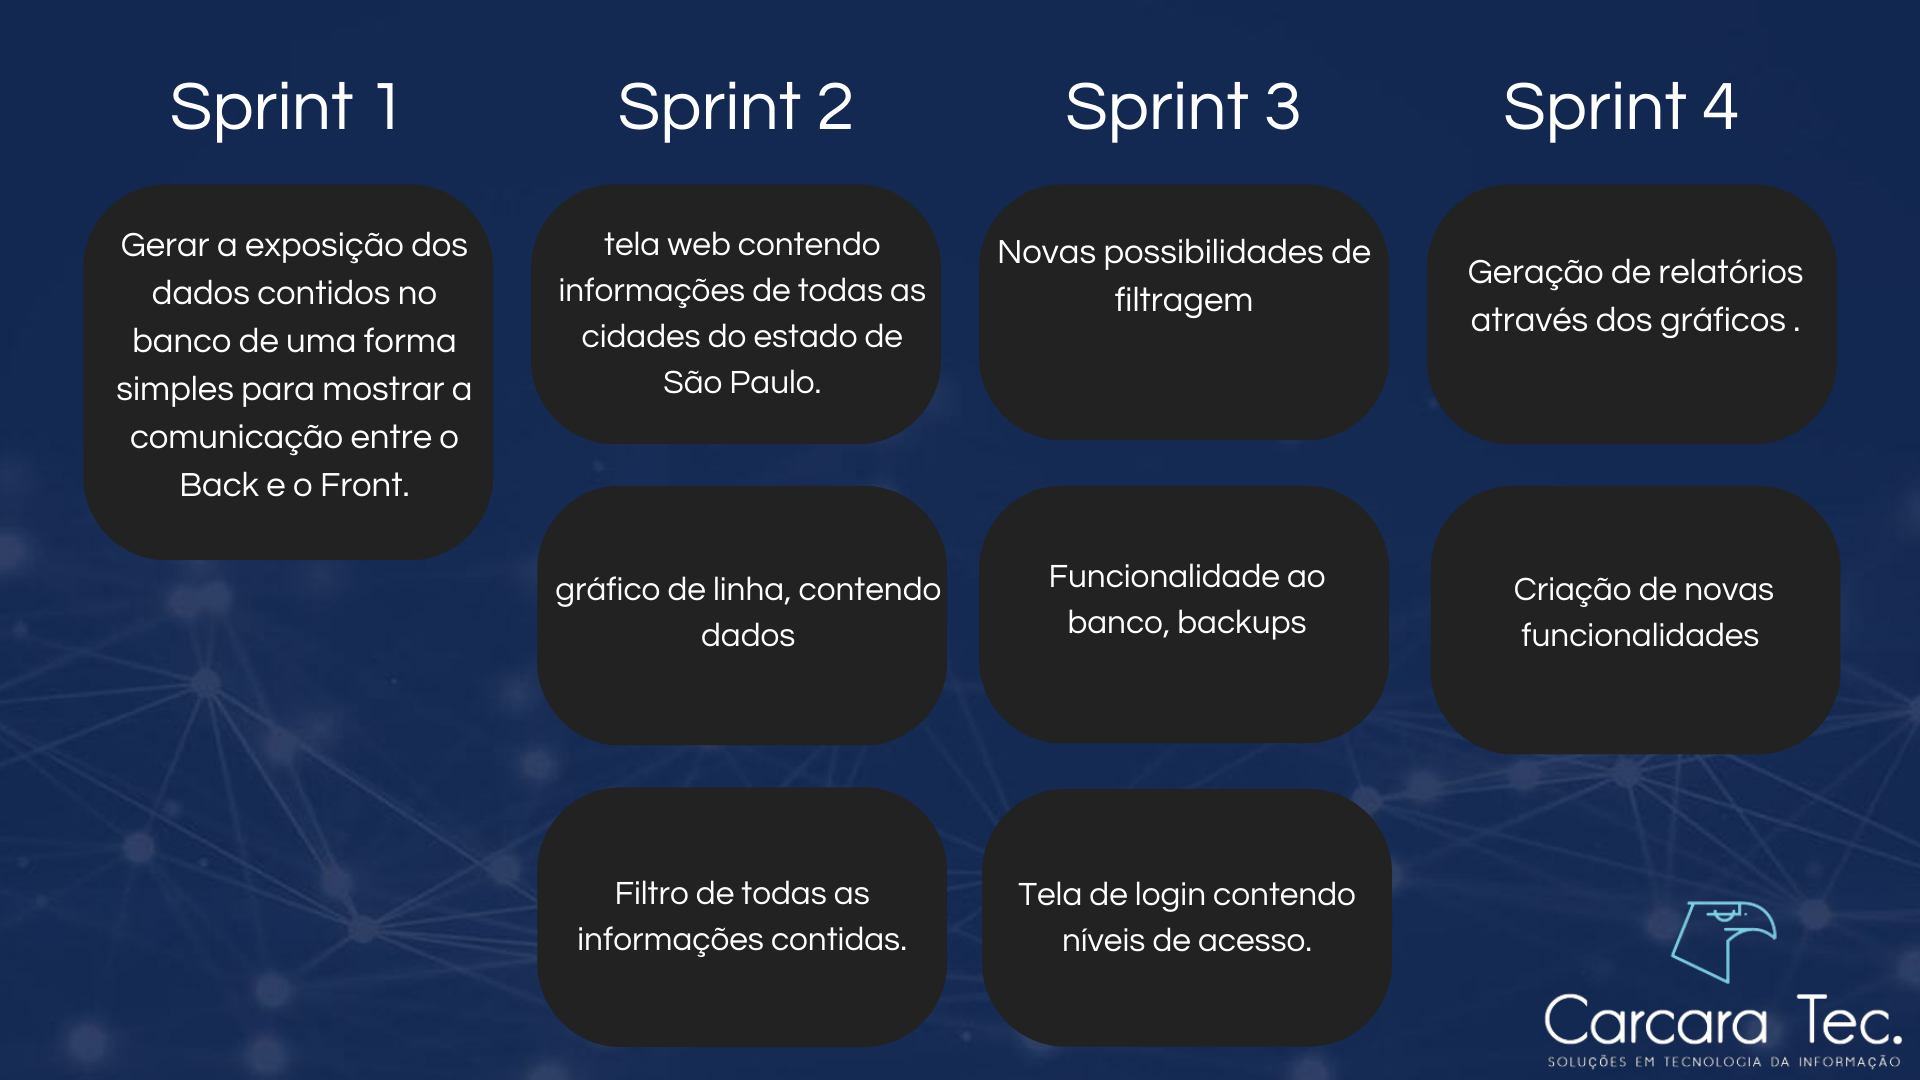 Sprint 1
Gerar a exposição dos
dados contidos no
banco de uma forma
simples para mostrar a
comunicação entre o
Back e o Front.
Sprint 2
tela web contendo
informações de todas as
cidades do estado de
São Paulo.
gráfico de linha, contendo
dados
Filtro de todas as
informações contidas.
Sprint 3
Novas possibilidades de
filtragem
Funcionalidade ao
banco, backups
Tela de login contendo
níveis de acesso.
Sprint 4
Geração de relatórios
através dos gráficos .
Criação de novas
funcionalidades
Carcara Tec.
SOLUÇÕES EM TECNOLOGIA DA INFORMAÇÃO